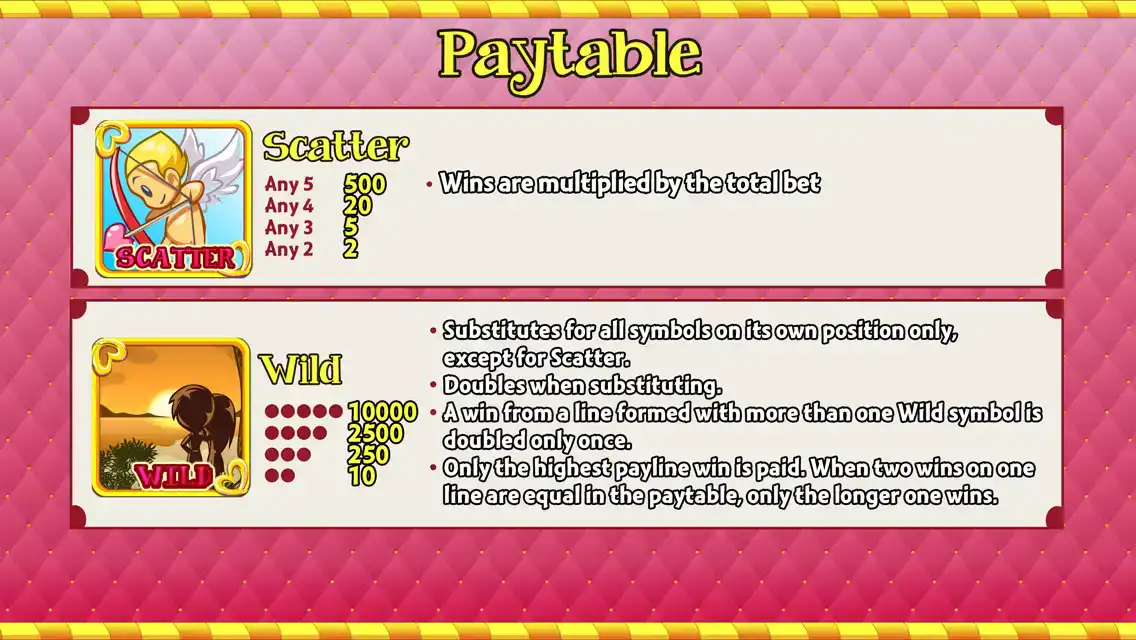 Paytable
Scatter
Any 5 500
Any 4 20
Any 3 5
Any 2 2
• Wins are multiplied by the total bet
SCATTER
Wild
10000
2500
250
10
• Substitutes for all symbols on its own position only,
except for Scatter.
• Doubles when substituting.
• A win from a line formed with more than one Wild symbol is
doubled only once.
• Only the highest payline win is paid. When two wins on one
line are equal in the paytable, only the longer one wins.
WILD